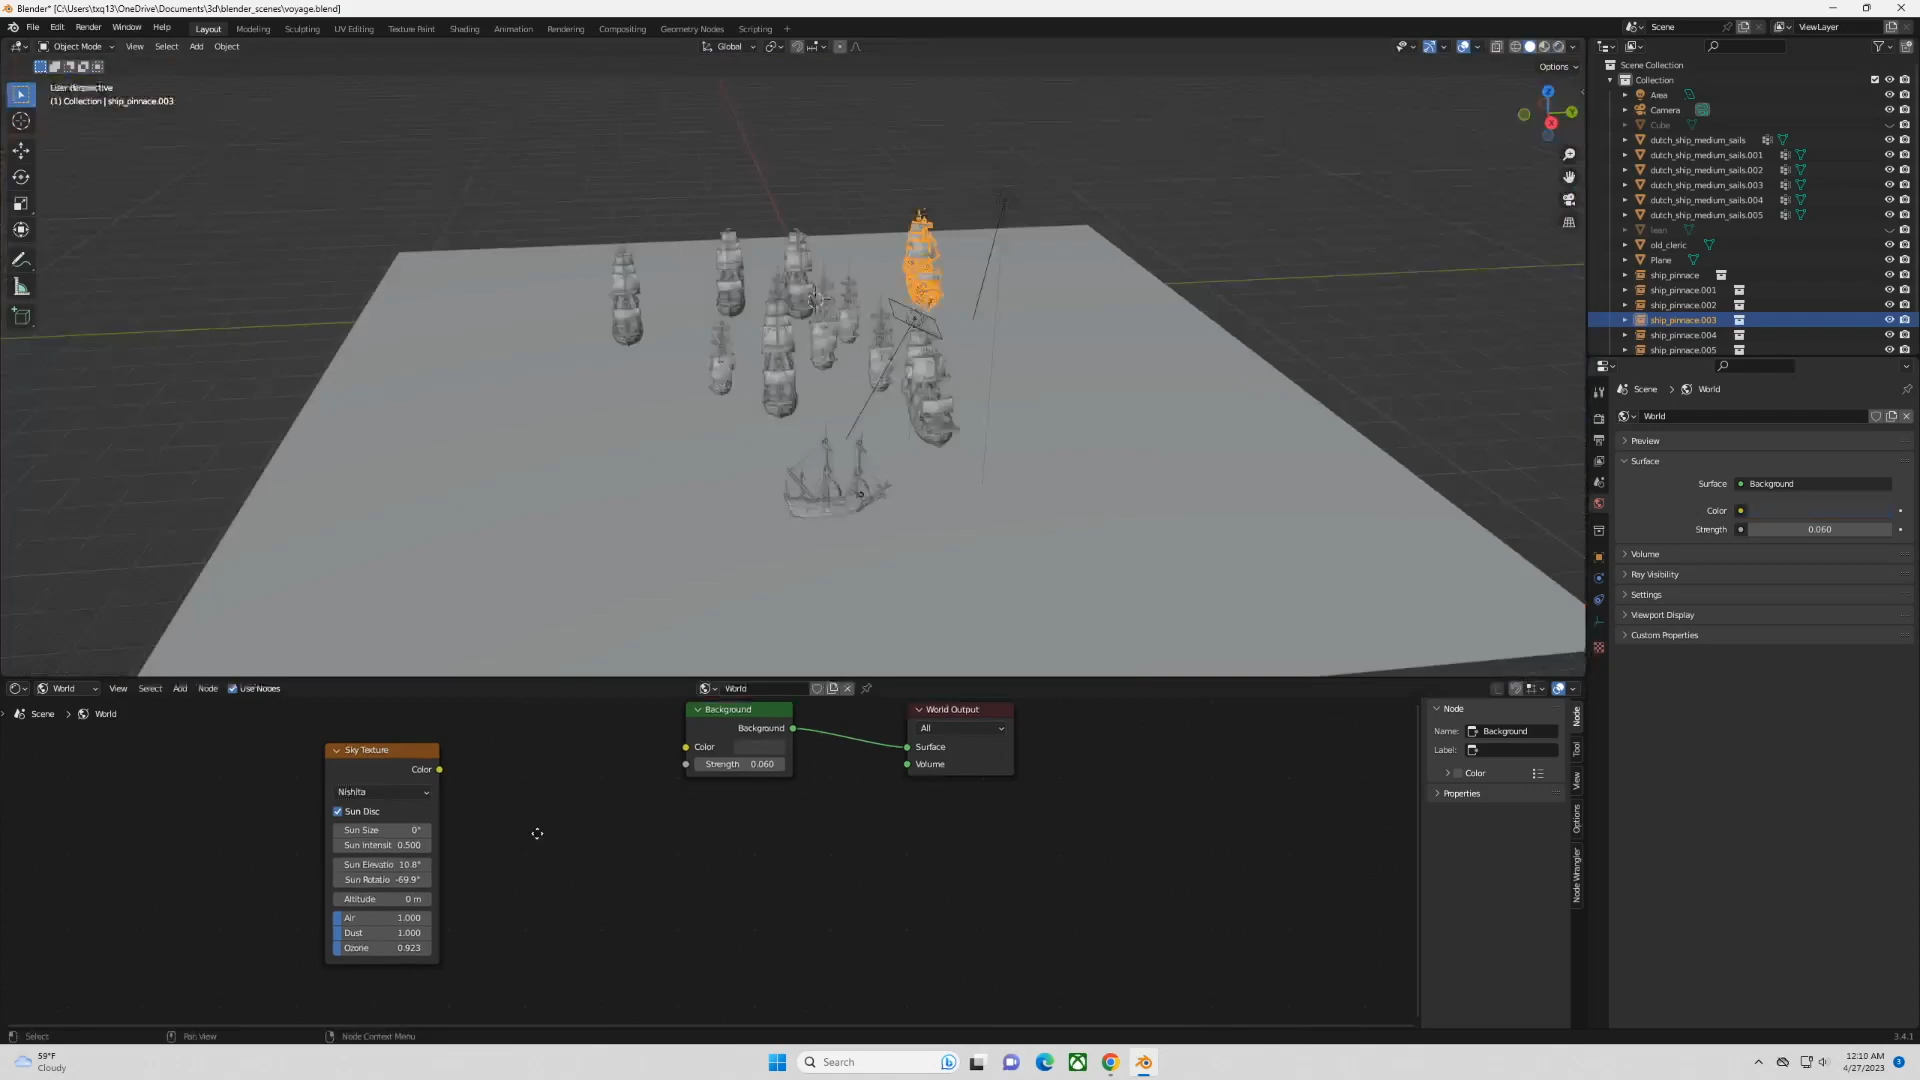 Blender* [C:\Users\txq13\OneDrive\Documents\3d\blender_scenes\voyage.blend]
File Edit Render Window Help Layout Modeling Sculpting UV Editing Texture Paint Shading Animation Rendering Compositing Geometry Nodes Scripting + Scene ViewLayer
Object Mode View Select Add Object Global
Options
(1) Collection | ship_pinnace.003
Z
Y
X
Scene Collection
Collection
Area
Camera
Cube
dutch_ship_medium_sails
dutch_ship_medium_sails.001
dutch_ship_medium_sails.002
dutch_ship_medium_sails.003
dutch_ship_medium_sails.004
dutch_ship_medium_sails.005
lean
old_cleric
Plane
ship_pinnace
ship_pinnace.001
ship_pinnace.002
ship_pinnace.003
ship_pinnace.004
ship_pinnace.005
Scene > World
World
Preview
Surface
Surface Background
Color
Strength 0.060
Volume
Ray Visibility
Settings
Viewport Display
Custom Properties
World View Select Add Node Use Nodes World
Scene > World
Background
Background
Color
Strength 0.060
World Output
All
Surface
Volume
Sky Texture
Color
Nishita
Sun Disc
Sun Size 0°
Sun Intensit 0.500
Sun Elevatio 10.8°
Sun Rotatio -69.9°
Altitude 0 m
Air 1.000
Dust 1.000
Ozone 0.923
Node
Name: Background
Label:
Color
Properties
Node
Tool
View
Options
Node Wrangler
Select Pan View Node Context Menu 3.4.1
59°F
Cloudy
Search
12:10 AM
4/27/2023
3